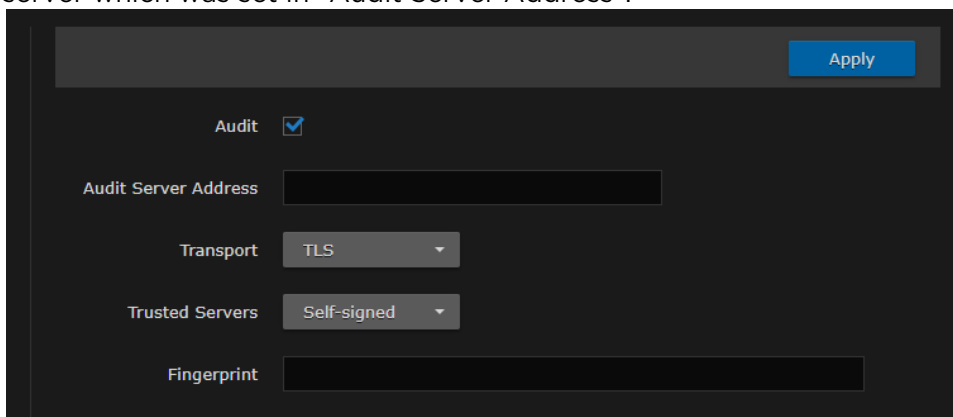 server which was set in "Audit Server Address".
Apply
Audit
Audit Server Address
Transport TLS
Trusted Servers Self-signed
Fingerprint